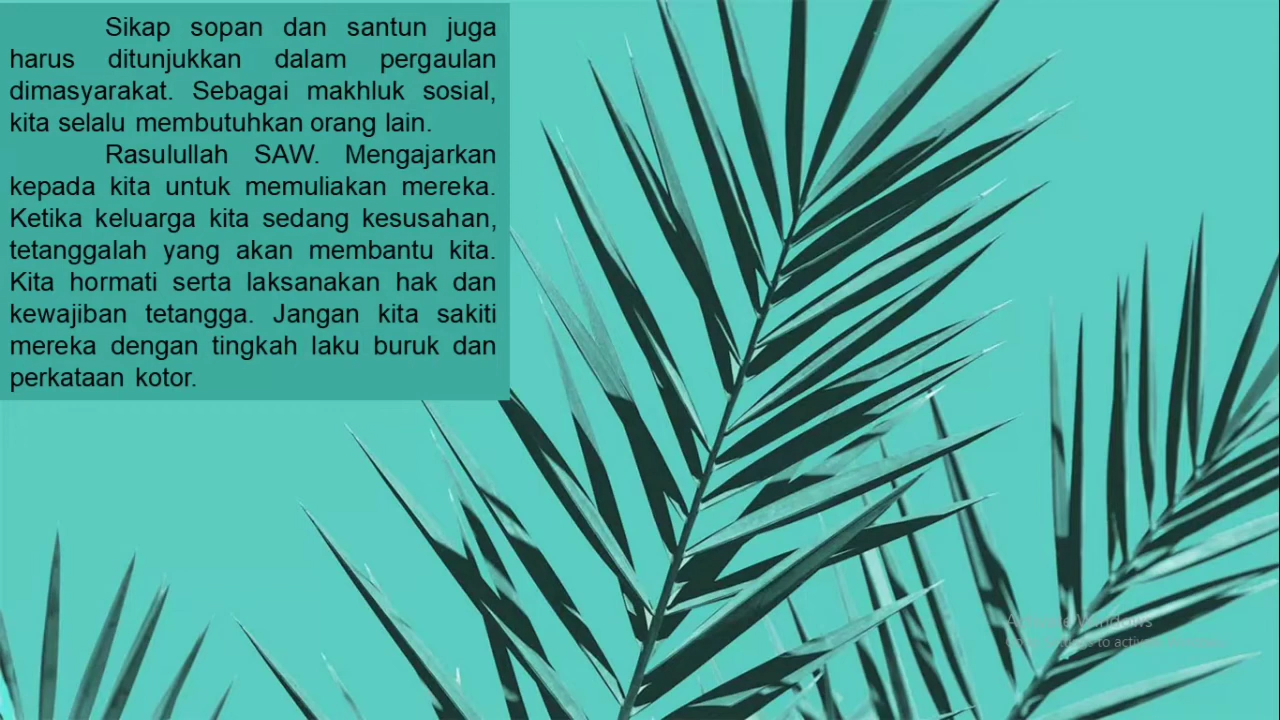 Sikap sopan dan santun juga
harus ditunjukkan dalam pergaulan
dimasyarakat. Sebagai makhluk sosial,
kita selalu membutuhkan orang lain.
Rasulullah SAW. Mengajarkan
kepada kita untuk memuliakan mereka.
Ketika keluarga kita sedang kesusahan,
tetanggalah yang akan membantu kita.
Kita hormati serta laksanakan hak dan
kewajiban tetangga. Jangan kita sakiti
mereka dengan tingkah laku buruk dan
perkataan kotor.
to